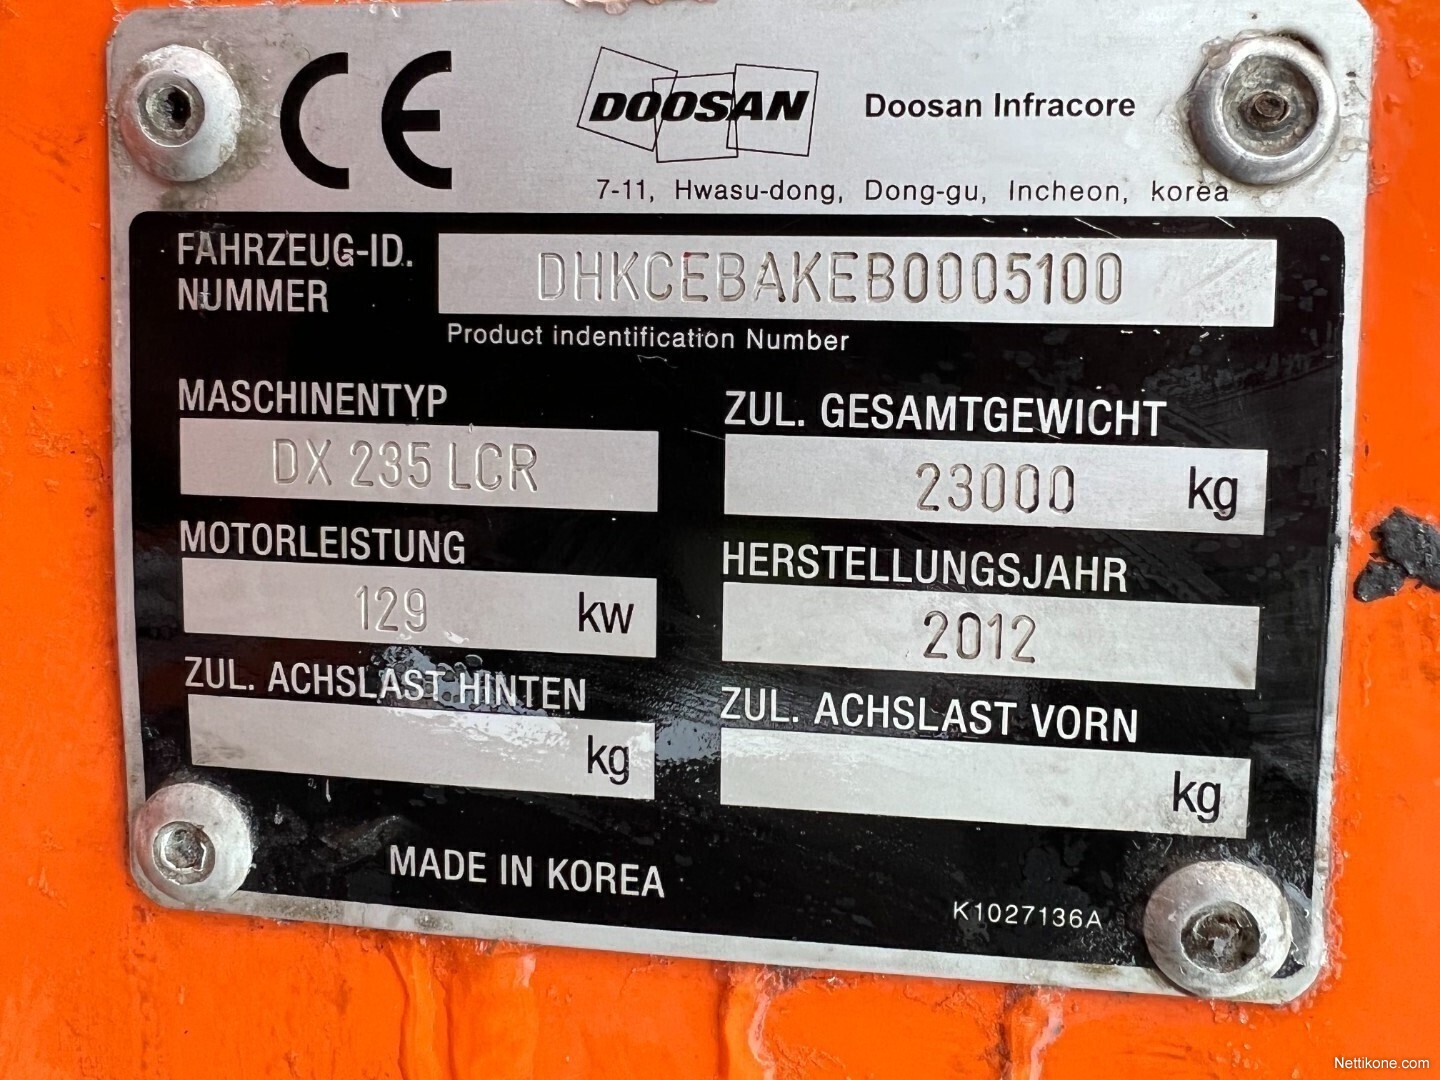 CE
DOOSAN
Doosan Infracore
7-11, Hwasu-dong, Dong-gu, Incheon, korea
FAHRZEUG-ID.
NUMMER
DHKCEBAKEB0005100
Product indentification Number
MASCHINENTYP
DX 235 LCR
ZUL. GESAMTGEWICHT
23000 kg
MOTORLEISTUNG
129 kw
HERSTELLUNGSJAHR
2012
ZUL. ACHSLAST HINTEN
kg
ZUL. ACHSLAST VORN
kg
MADE IN KOREA
K1027136A
Nettikone.com